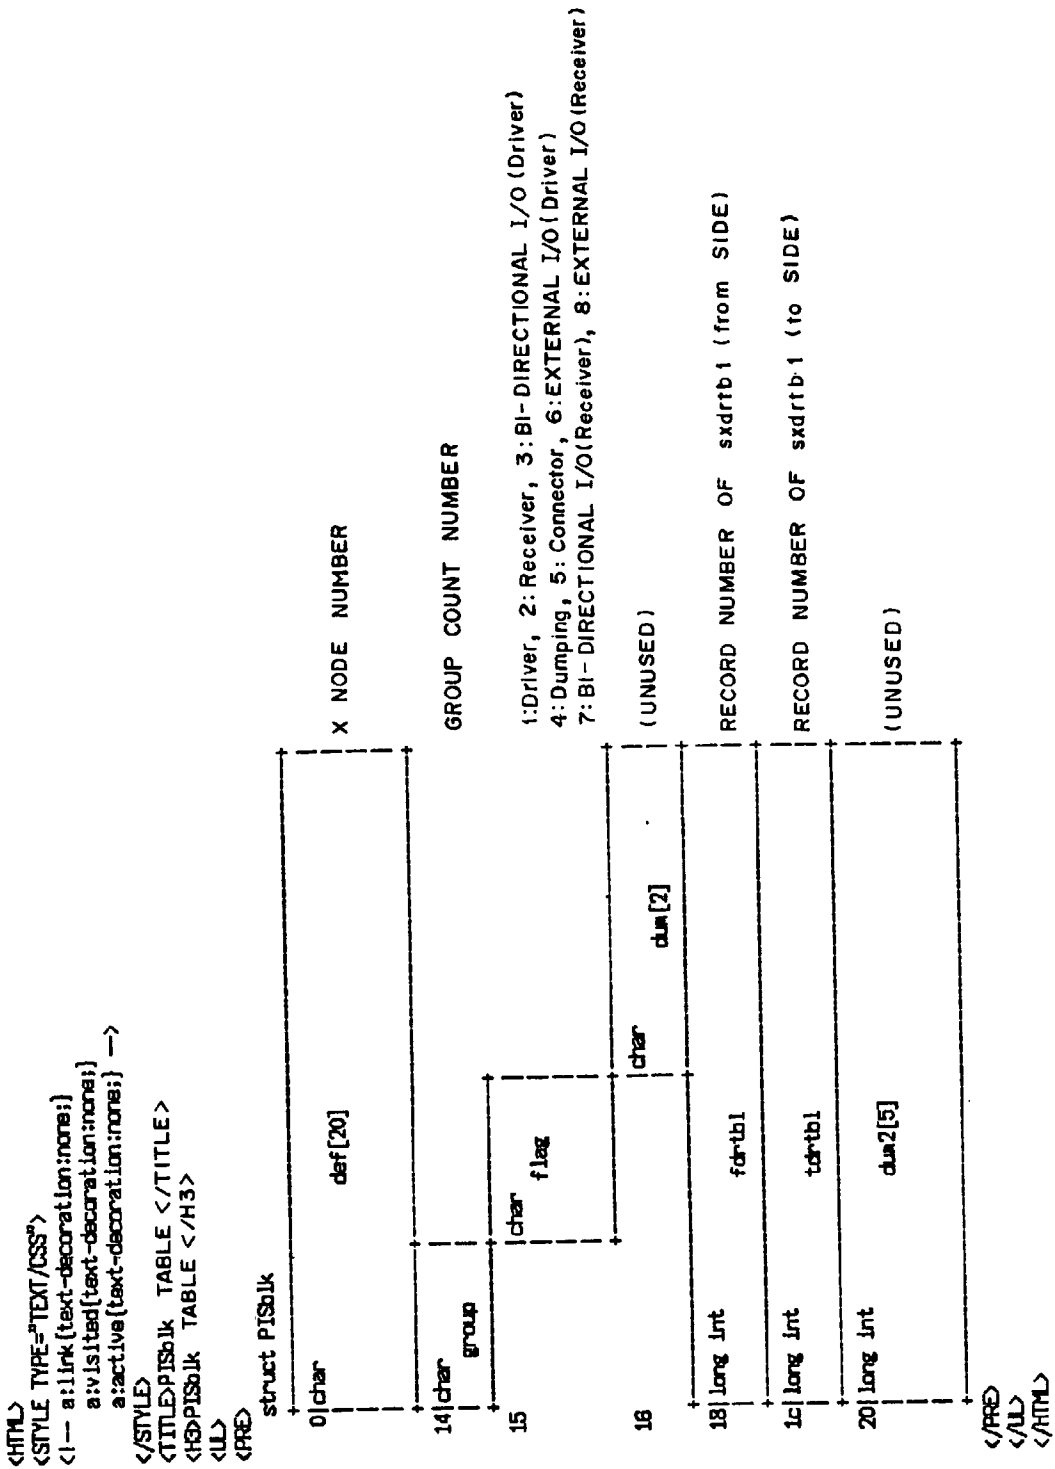 <HTML>
<STYLE TYPE="TEXT/CSS">
<!-- a:link{text-decoration:none;}
a:visited{text-decoration:none;}
a:active{text-decoration:none;} -->
</STYLE>
<TITLE>PISblk TABLE </TITLE>
<H3>PISblk TABLE </H3>
<UL>
<PRE>
struct PISblk
0|char def[20] X NODE NUMBER
14|char group GROUP COUNT NUMBER
15 |char flag 1:Driver, 2:Receiver, 3:BI-DIRECTIONAL I/O (Driver)
4:Dumping, 5:Connector, 6:EXTERNAL I/O (Driver)
7:BI-DIRECTIONAL I/O(Receiver), 8:EXTERNAL I/O (Receiver)
16 |char dum[2] (UNUSED)
18|long int fdrtbl RECORD NUMBER OF sxdrtb1 (from SIDE)
1c|long int tdrtbl RECORD NUMBER OF sxdrtb1 (to SIDE)
20|long int dum2[5] (UNUSED)
</PRE>
</UL>
</HTML>